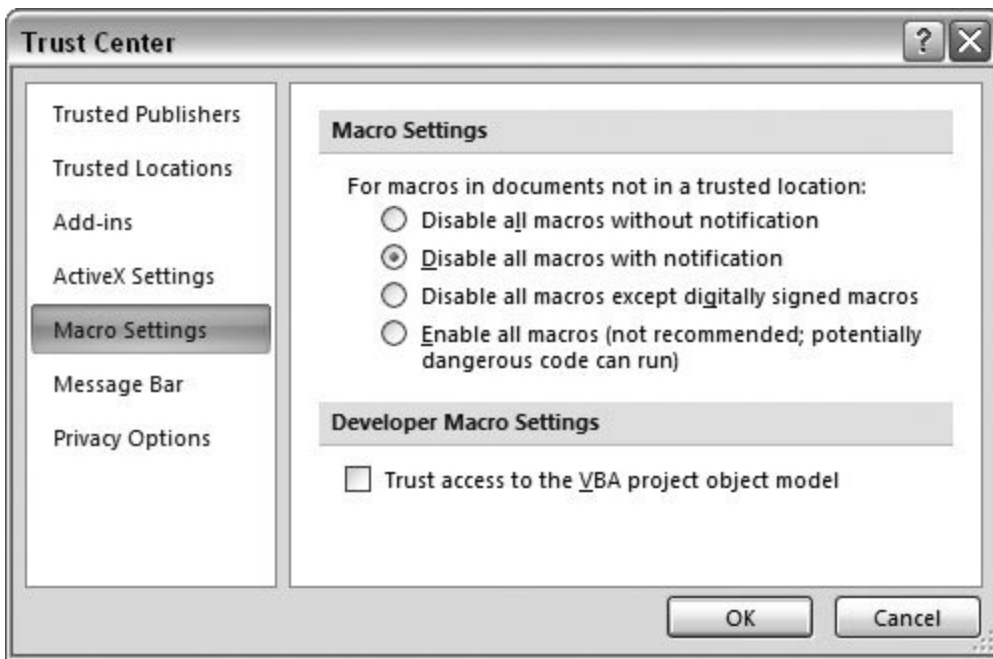 Trust Center
Trusted Publishers
Trusted Locations
Add-ins
ActiveX Settings
Macro Settings
Message Bar
Privacy Options
Macro Settings
For macros in documents not in a trusted location:
Disable all macros without notification
Disable all macros with notification
Disable all macros except digitally signed macros
Enable all macros (not recommended; potentially
dangerous code can run)
Developer Macro Settings
Trust access to the VBA project object model
OK
Cancel